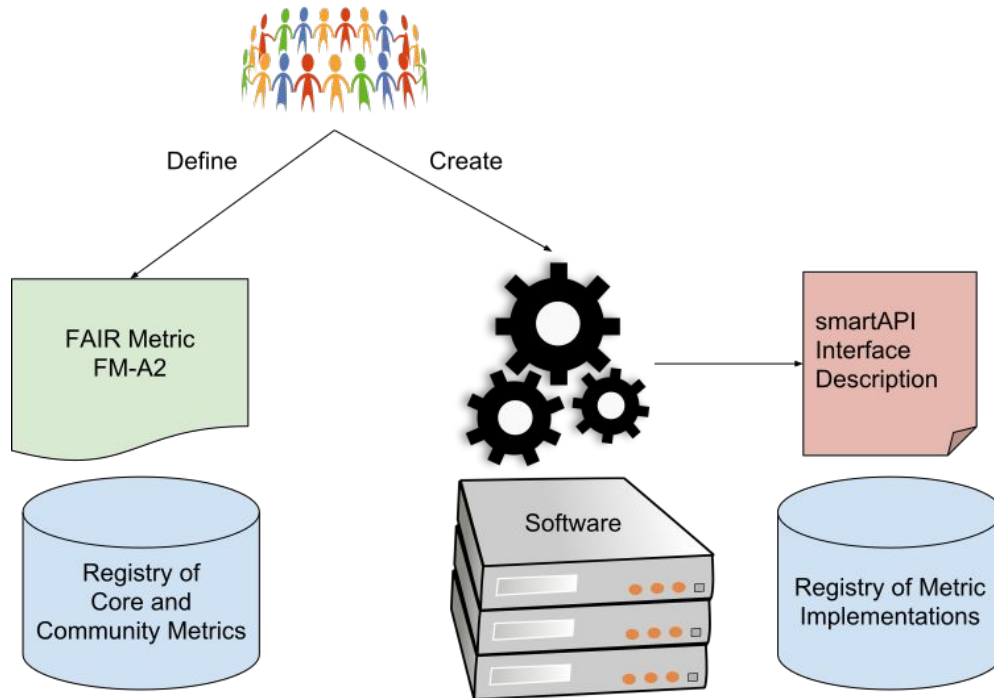 Define
Create
FAIR Metric
FM-A2
smartAPI
Interface
Description
Software
Registry of
Core and
Community Metrics
Registry of Metric
Implementations